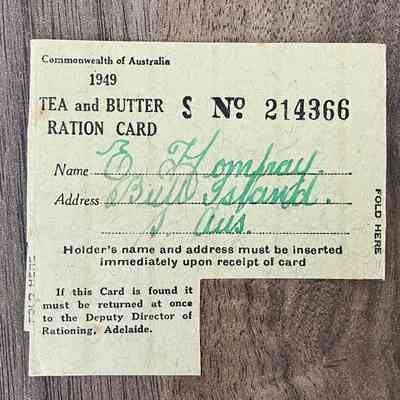 Commonwealth of Australia
1949
TEA and BUTTER
RATION CARD
S No. 214366
Name E.
Address Island.
Aus.
Holder's name and address must be inserted
immediately upon receipt of card
FOLD HERE
FOLD HERE
If this Card is found it
must be returned at once
to the Deputy Director of
Rationing, Adelaide.